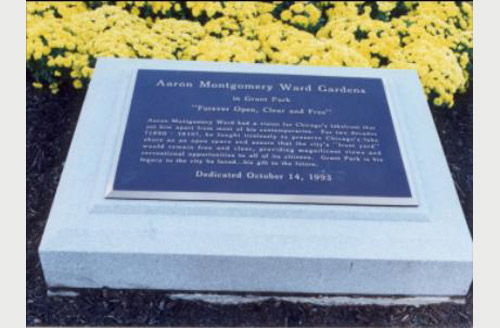 Aaron Montgomery Ward Gardens
in Grant Park
"Forever Open, Clear and Free"
Aaron Montgomery Ward had a vision for Chicago's lakefront that
set him apart from most of his contemporaries. For two decades
(1890 - 1910), he fought tirelessly to preserve Chicago's lake
shore as an open space and assure that the city's "front yard"
would remain free and clear, providing magnificent views and
recreational opportunities to all of its citizens. Grant Park is his
legacy to the city he loved...his gift to the future.
Dedicated October 14, 1993